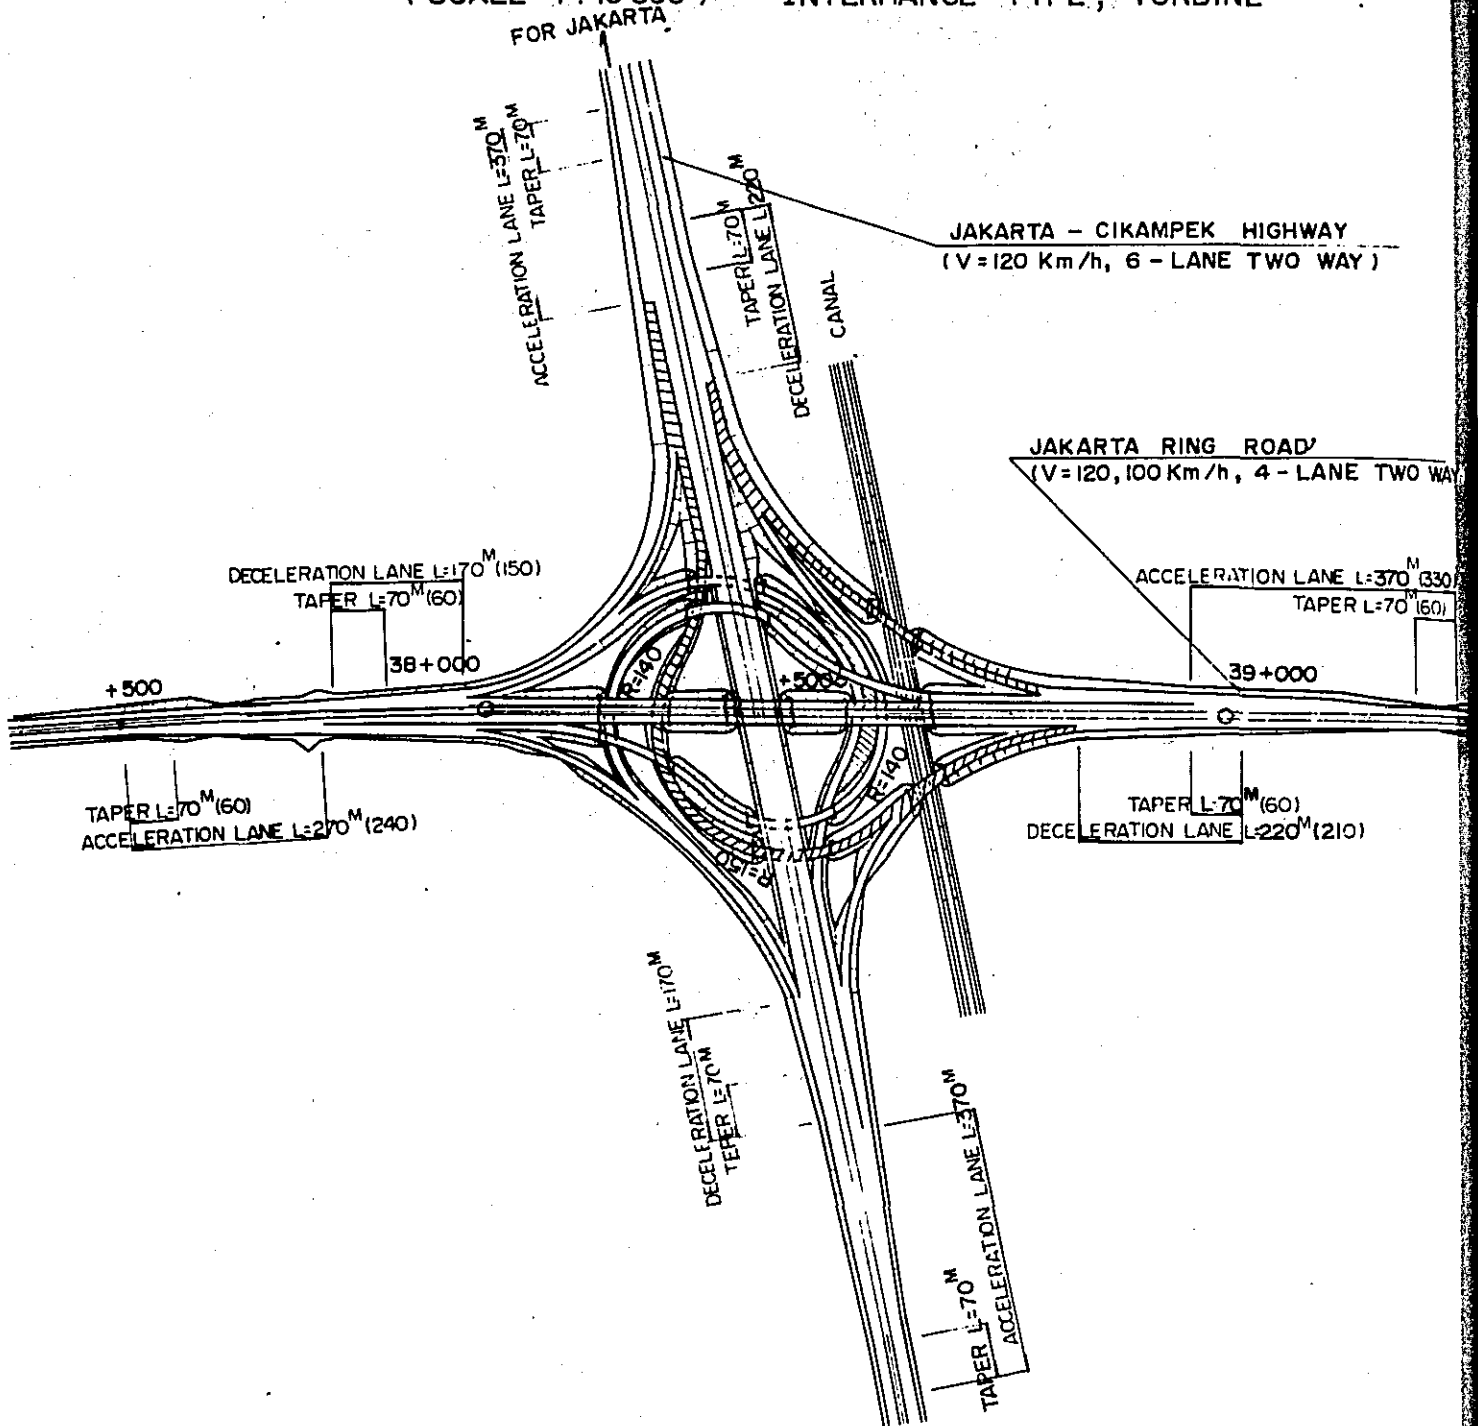 FOR JAKARTA
ACCELERATION LANE L=370M
TAPER L=70M
TAPER L=70M
DECELERATION LANE L=220M
JAKARTA - CIKAMPEK HIGHWAY
(V=120 Km/h, 6 - LANE TWO WAY)
CANAL
JAKARTA RING ROAD
(V=120,100 Km/h, 4 - LANE TWO WAY
DECELERATION LANE L=170M(150)
TAPER L=70M(60)
ACCELERATION LANE L=370M(330)
TAPER L=70M(60)
+500
38+000
R=140
+500
39+000
R=140
TAPER L=70M(60)
ACCELERATION LANE L=270M(240)
TAPER L=70M(60)
DECELERATION LANE L=220M(210)
R=150
DECELERATION LANE L=170M
TEPER L=70M
ACCELERATION LANE L=370M
TAPER L=70M